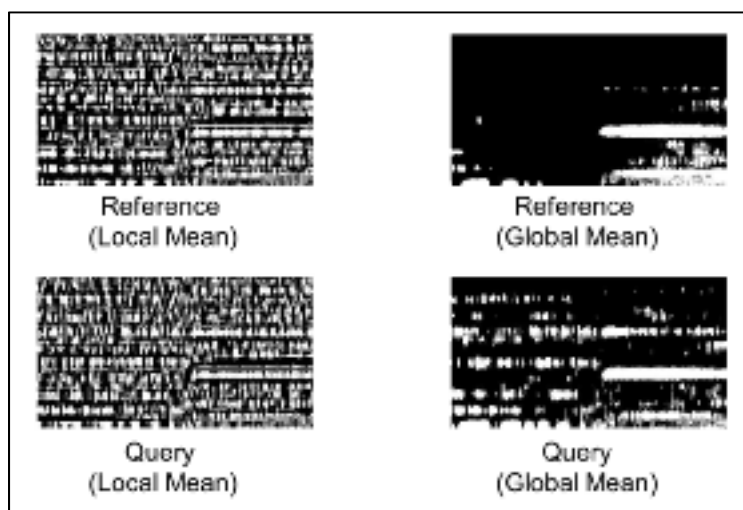 Reference
(Local Mean)
Reference
(Global Mean)
Query
(Local Mean)
Query
(Global Mean)